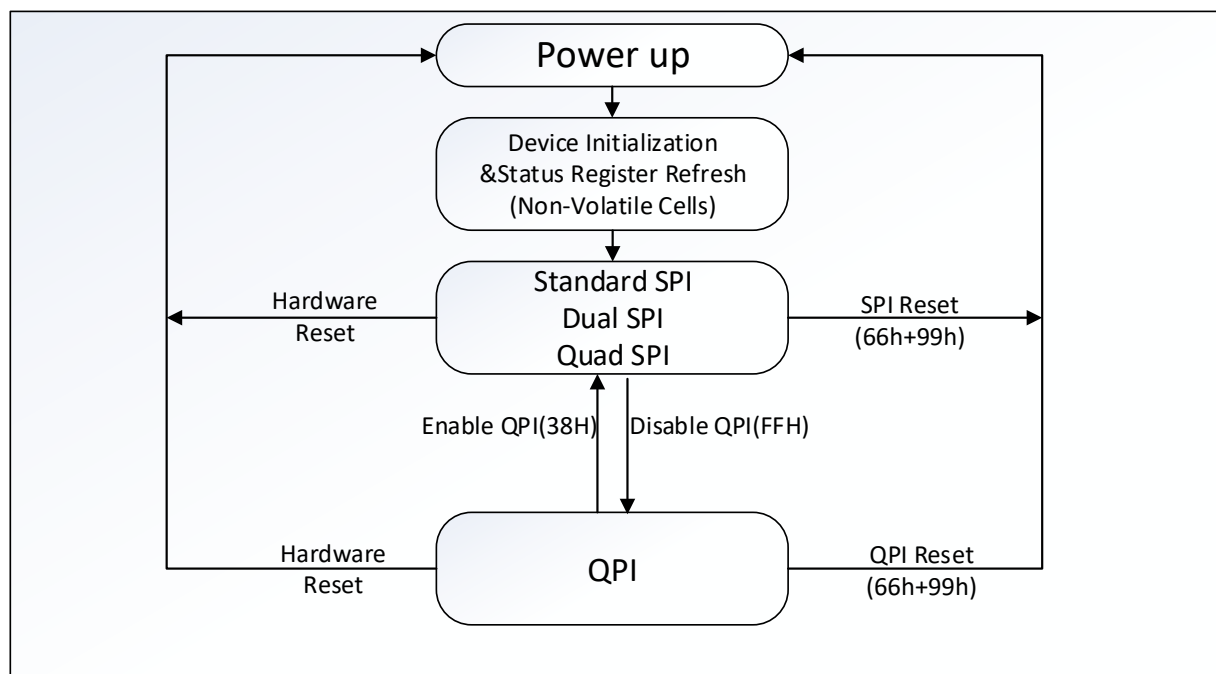 Power up
Device Initialization
&Status Register Refresh
(Non-Volatile Cells)
Standard SPI
Dual SPI
Quad SPI
Hardware
Reset
SPI Reset
(66h+99h)
Enable QPI(38H)
Disable QPI(FFH)
Hardware
Reset
QPI
QPI Reset
(66h+99h)